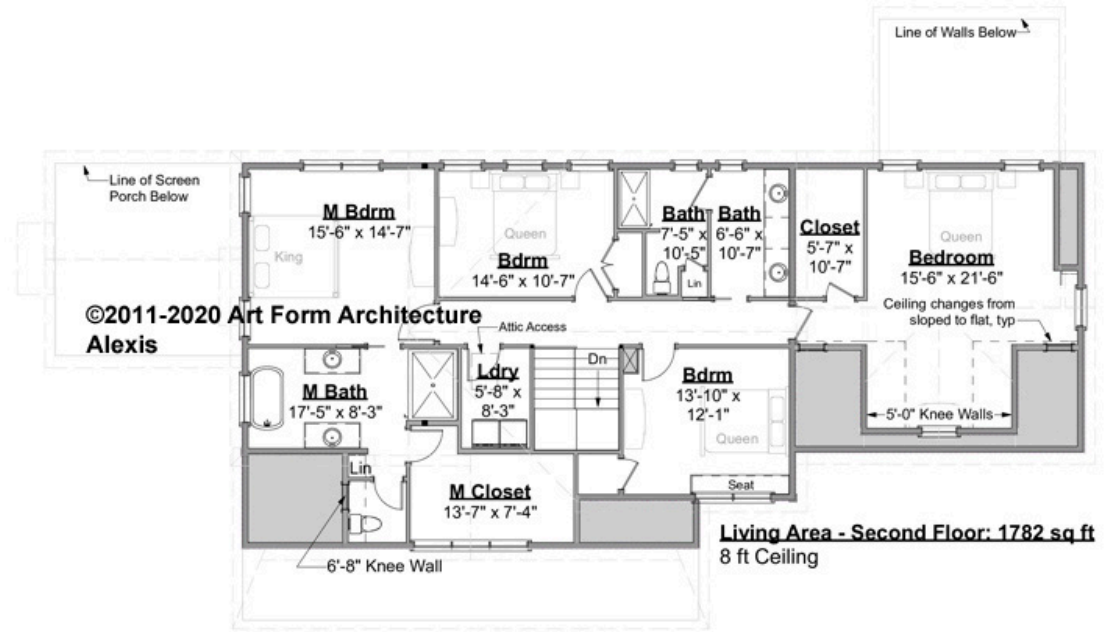 Line of Walls Below
Line of Screen
Porch Below
M Bdrm
15'-6" x 14'-7"
King
Queen
Bdrm
14'-6" x 10'-7"
Bath
7'-5" x
10'-5"
Lin
Bath
6'-6" x
10'-7"
Closet
5'-7" x
10'-7"
Queen
Bedroom
15'-6" x 21'-6"
Ceiling changes from
sloped to flat, typ
©2011-2020 Art Form Architecture
Alexis
Attic Access
M Bath
17'-5" x 8'-3"
Ldry
5'-8" x
8'-3"
Dn
Bdrm
13'-10" x
12'-1"
Queen
5'-0" Knee Walls
Seat
Lin
M Closet
13'-7" x 7'-4"
6'-8" Knee Wall
Living Area - Second Floor: 1782 sq ft
8 ft Ceiling